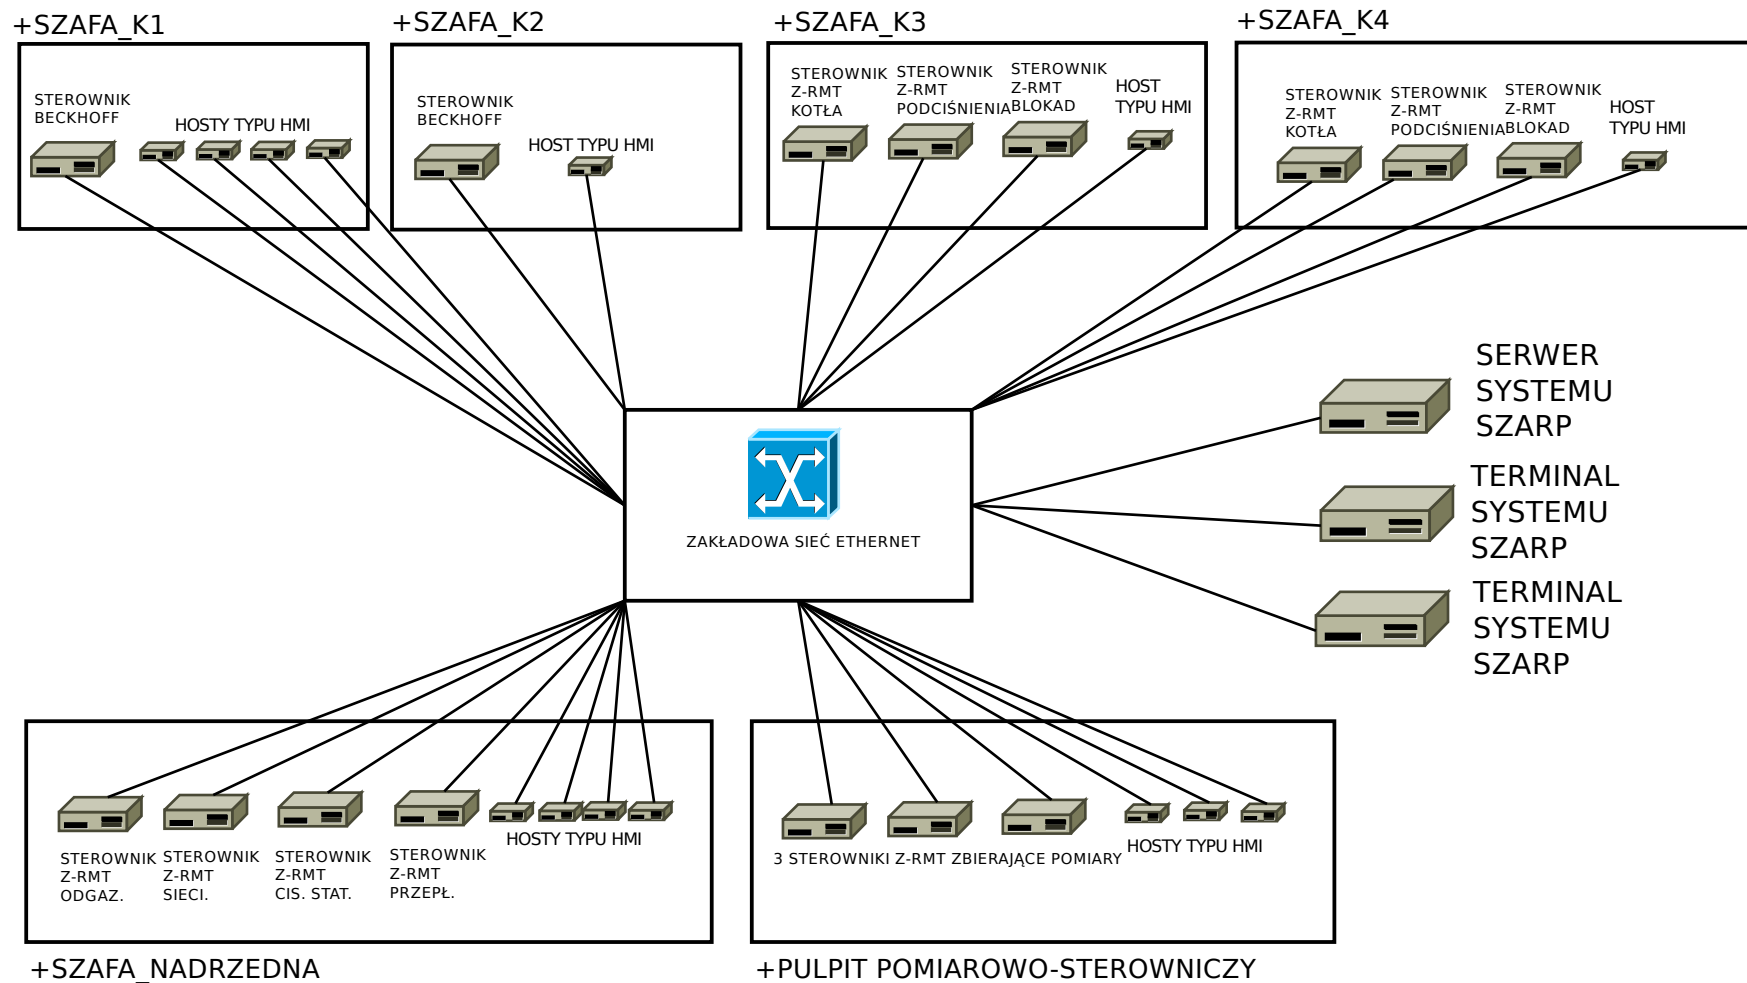 +SZAFA_K1
STEROWNIK
BECKHOFF
HOSTY TYPU HMI
+SZAFA_K2
STEROWNIK
BECKHOFF
HOST TYPU HMI
+SZAFA_K3
STEROWNIK
Z-RMT
KOTŁA
STEROWNIK
Z-RMT
PODCIŚNIENIA
STEROWNIK
Z-RMT
BLOKAD
HOST
TYPU HMI
+SZAFA_K4
STEROWNIK
Z-RMT
KOTŁA
STEROWNIK
Z-RMT
PODCIŚNIENIA
STEROWNIK
Z-RMT
BLOKAD
HOST
TYPU HMI
SERWER
SYSTEMU
SZARP
TERMINAL
SYSTEMU
SZARP
TERMINAL
SYSTEMU
SZARP
ZAKŁADOWA SIEĆ ETHERNET
STEROWNIK
Z-RMT
ODGAZ.
STEROWNIK
Z-RMT
SIECI.
STEROWNIK
Z-RMT
CIS. STAT.
STEROWNIK
Z-RMT
PRZEPŁ.
HOSTY TYPU HMI
+SZAFA_NADRZEDNA
3 STEROWNIKI Z-RMT ZBIERAJĄCE POMIARY
HOSTY TYPU HMI
+PULPIT POMIAROWO-STEROWNICZY